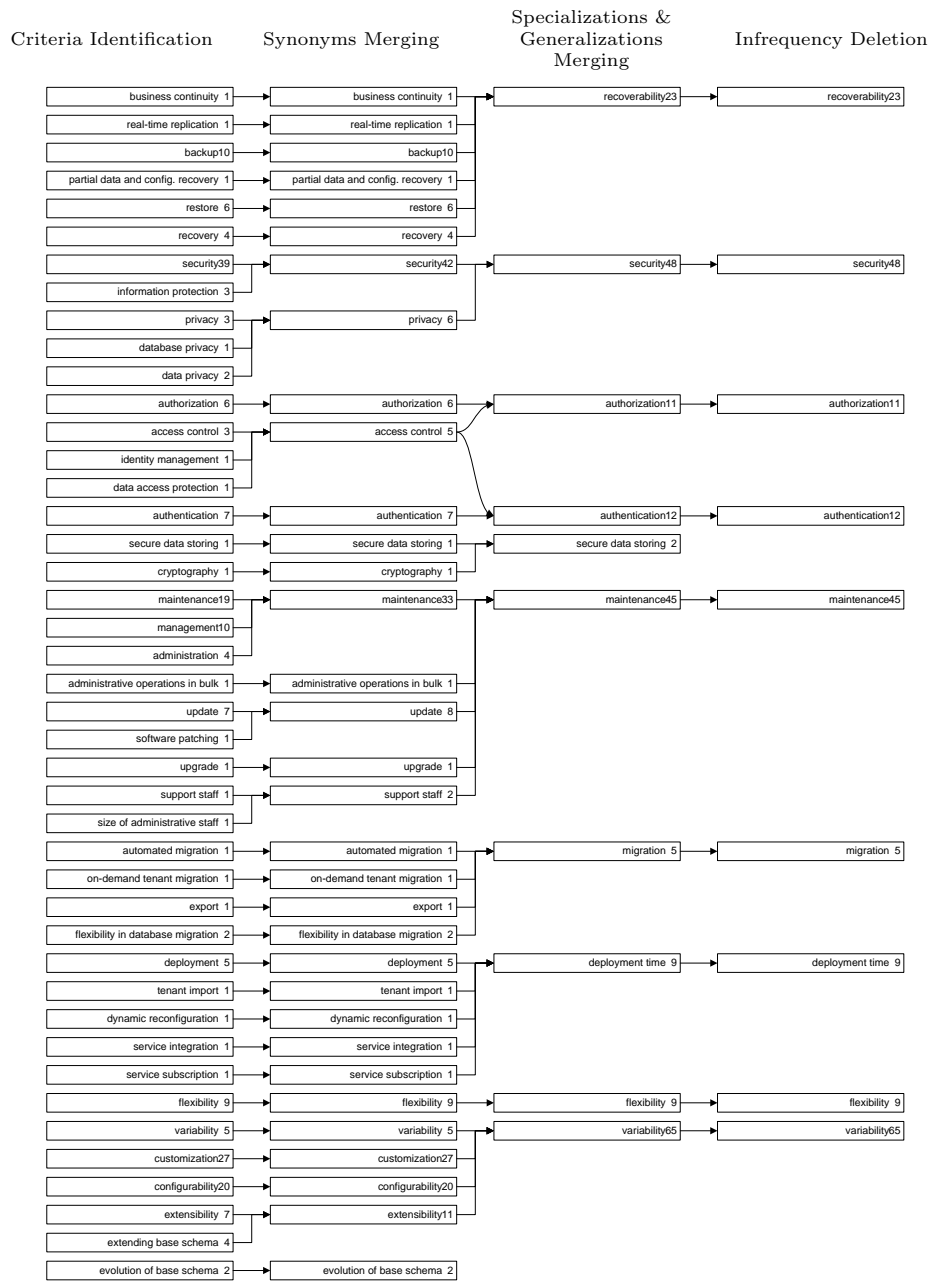 Criteria Identification
Synonyms Merging
Specializations &
Generalizations
Merging
Infrequency Deletion
business continuity 1
business continuity 1
recoverability23
recoverability23
real-time replication 1
real-time replication 1
backup10
backup10
partial data and config. recovery 1
partial data and config. recovery 1
restore 6
restore 6
recovery 4
recovery 4
security39
security42
security48
security48
information protection 3
privacy 3
privacy 6
database privacy 1
data privacy 2
authorization 6
authorization 6
authorization11
authorization11
access control 3
access control 5
identity management 1
data access protection 1
authentication 7
authentication 7
authentication12
authentication12
secure data storing 1
secure data storing 1
secure data storing 2
cryptography 1
cryptography 1
maintenance19
maintenance33
maintenance45
maintenance45
management10
administration 4
administrative operations in bulk 1
administrative operations in bulk 1
update 7
update 8
software patching 1
upgrade 1
upgrade 1
support staff 1
support staff 2
size of administrative staff 1
automated migration 1
automated migration 1
migration 5
migration 5
on-demand tenant migration 1
on-demand tenant migration 1
export 1
export 1
flexibility in database migration 2
flexibility in database migration 2
deployment 5
deployment 5
deployment time 9
deployment time 9
tenant import 1
tenant import 1
dynamic reconfiguration 1
dynamic reconfiguration 1
service integration 1
service integration 1
service subscription 1
service subscription 1
flexibility 9
flexibility 9
flexibility 9
flexibility 9
variability 5
variability 5
variability65
variability65
customization27
customization27
configurability20
configurability20
extensibility 7
extensibility11
extending base schema 4
evolution of base schema 2
evolution of base schema 2